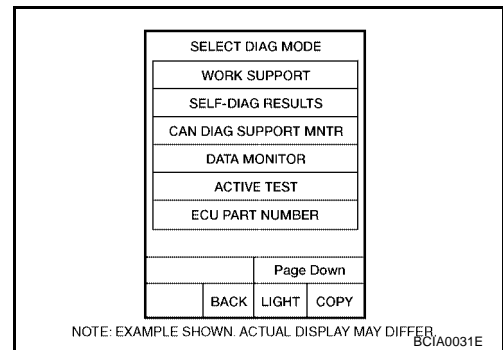 SELECT DIAG MODE
WORK SUPPORT
SELF-DIAG RESULTS
CAN DIAG SUPPORT MNTR
DATA MONITOR
ACTIVE TEST
ECU PART NUMBER
Page Down
BACK LIGHT COPY
NOTE: EXAMPLE SHOWN. ACTUAL DISPLAY MAY DIFFER.
BCIA0031E